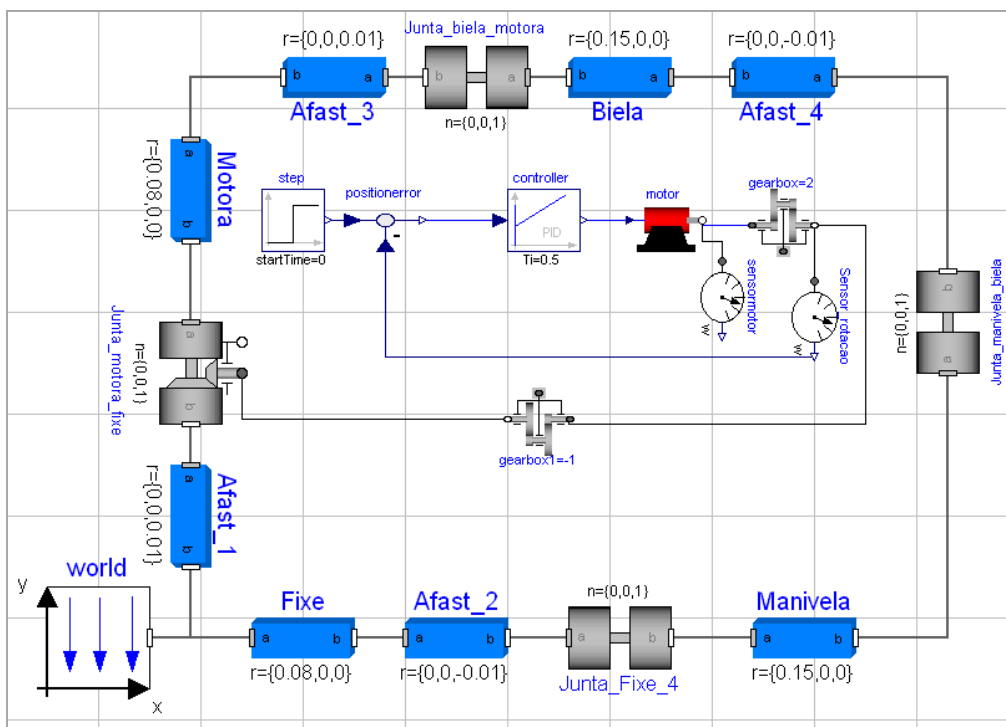 r={0,0,0.01}
Junta_biela_motora
r={0.15,0,0}
r={0,0,-0.01}
b
a
b
a
b
a
b
a
Afast_3
n={0,0,1}
Biela
Afast_4
a
b
Motora
r={0.08,0,0}
step
positionerror
controller
motor
gearbox=2
-
PID
startTime=0
Ti=0.5
sensormotor
w
Sensor_rotacao
w
b
a
n={0,0,1}
Junta_manivela_biela
a
b
n={0,0,1}
Junta_motora_fixe
gearbox1=-1
a
b
Afast_1
r={0,0,0.01}
world
y
x
Fixe
Afast_2
n={0,0,1}
Manivela
a
b
a
b
a
b
a
b
r={0.08,0,0}
r={0,0,-0.01}
Junta_Fixe_4
r={0.15,0,0}